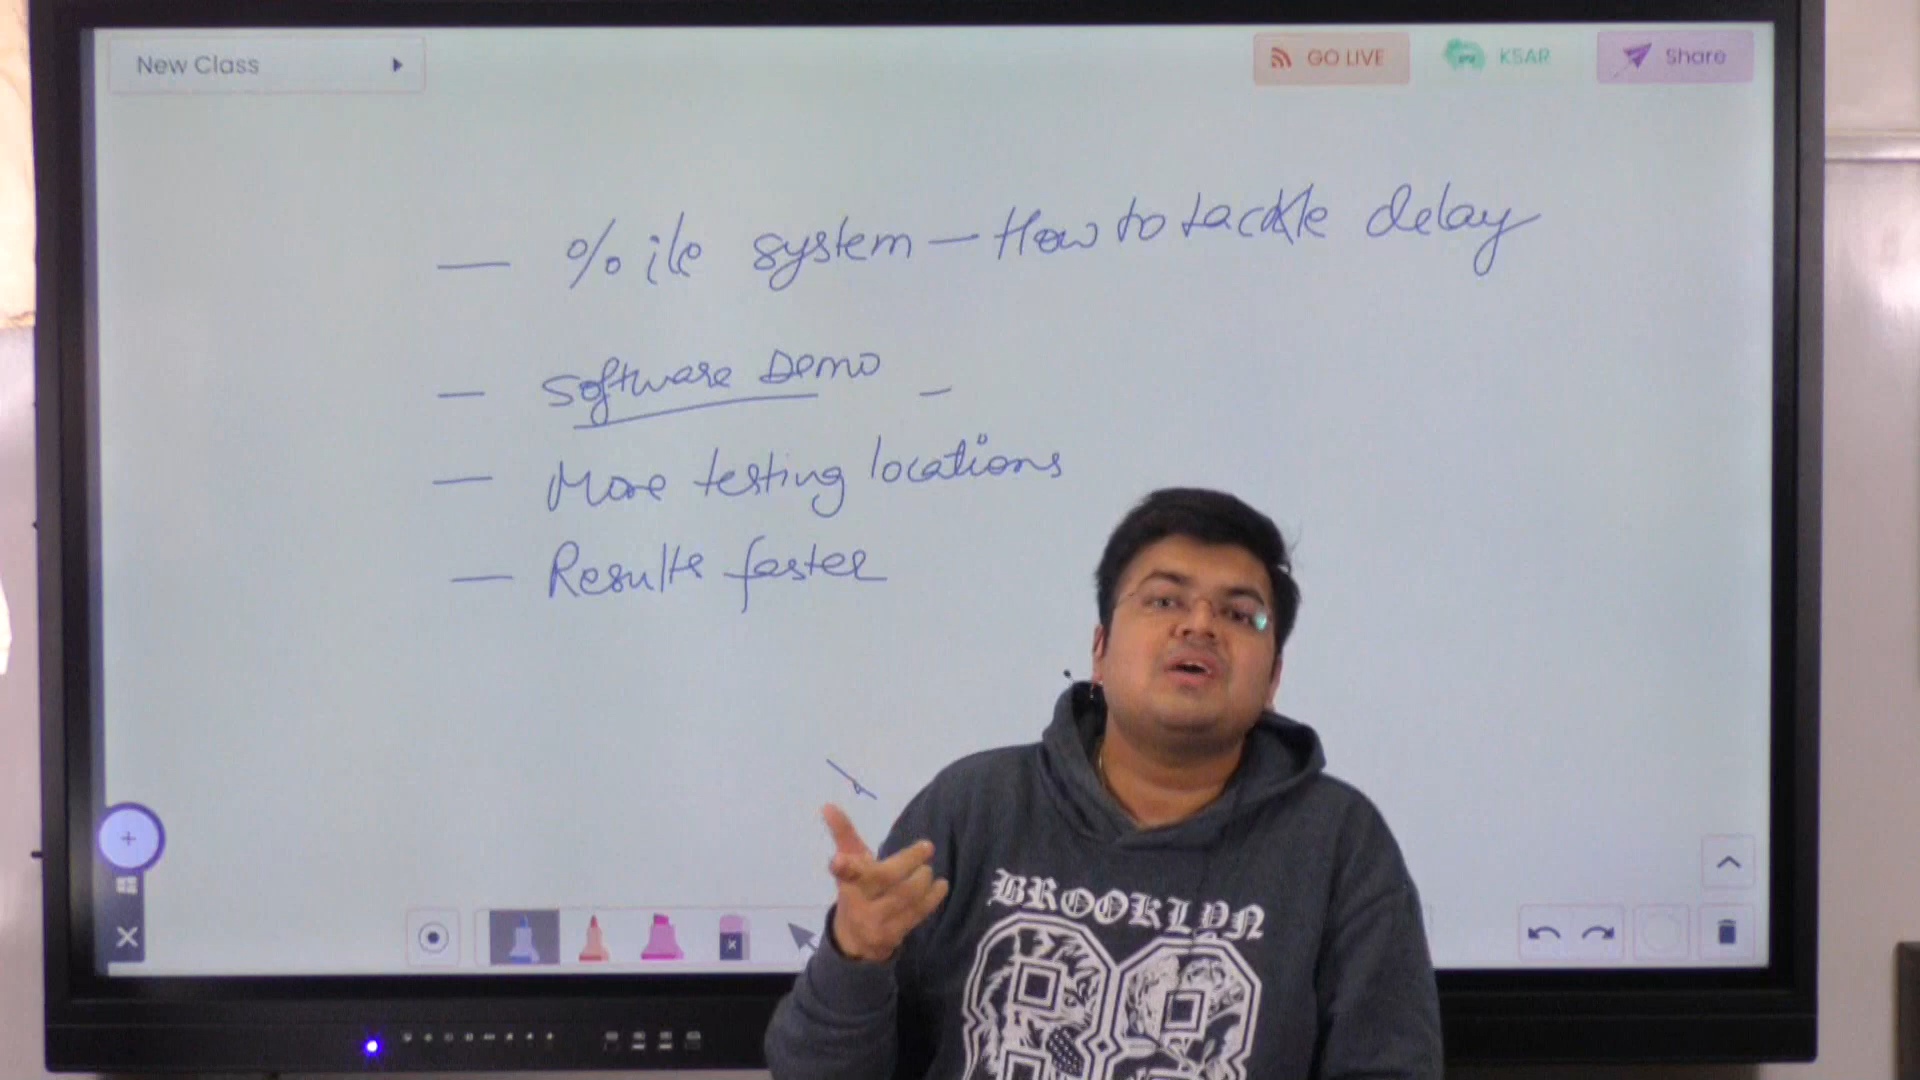 New Class
GO LIVE
KSAR
Share
— %ile system — How to tackle delay
— Software Demo —
— More testing locations
— Results faster
BROOKLYN
98